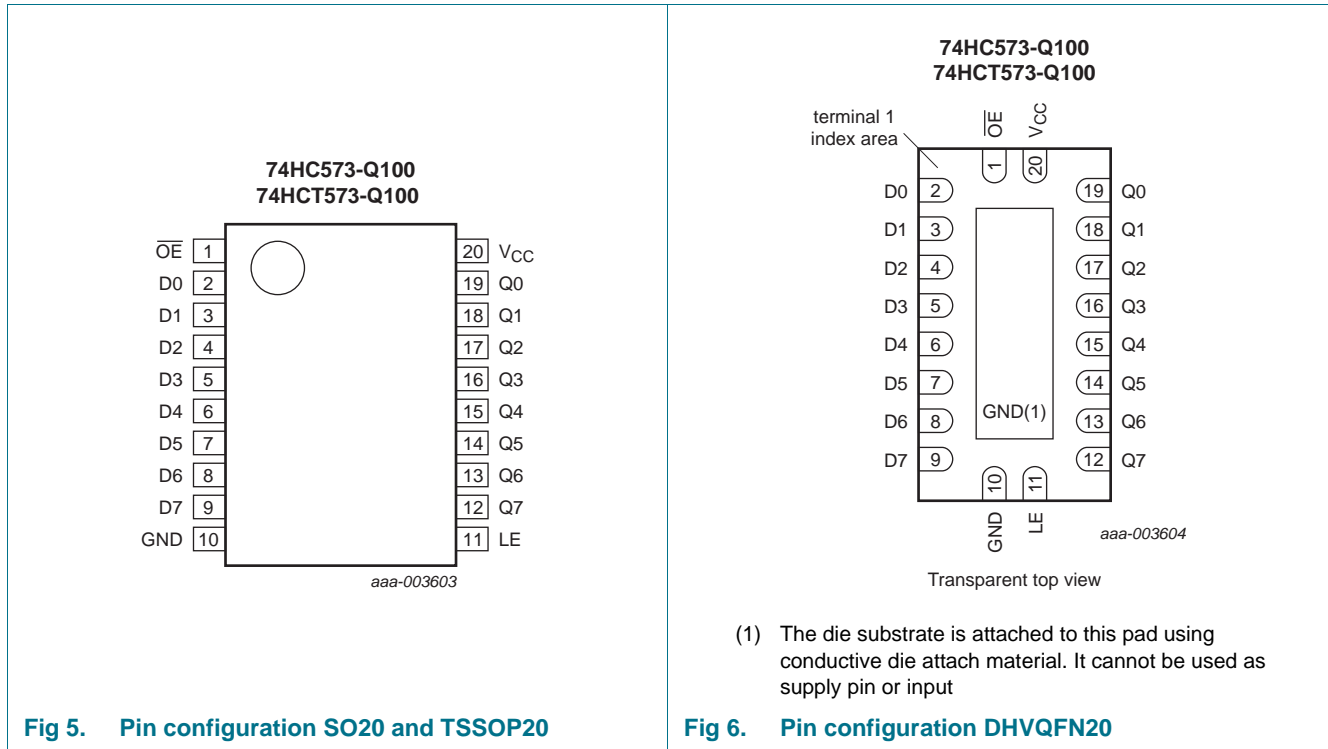 74HC573-Q100
74HCT573-Q100
OE 1
D0 2
D1 3
D2 4
D3 5
D4 6
D5 7
D6 8
D7 9
GND 10
20 VCC
19 Q0
18 Q1
17 Q2
16 Q3
15 Q4
14 Q5
13 Q6
12 Q7
11 LE
aaa-003603
Fig 5. Pin configuration SO20 and TSSOP20
74HC573-Q100
74HCT573-Q100
terminal 1
index area
OE
VCC
1
20
D0 2
D1 3
D2 4
D3 5
D4 6
D5 7
D6 8
D7 9
19 Q0
18 Q1
17 Q2
16 Q3
15 Q4
14 Q5
13 Q6
12 Q7
GND(1)
10
11
GND
LE
aaa-003604
Transparent top view
(1) The die substrate is attached to this pad using
conductive die attach material. It cannot be used as
supply pin or input
Fig 6. Pin configuration DHVQFN20